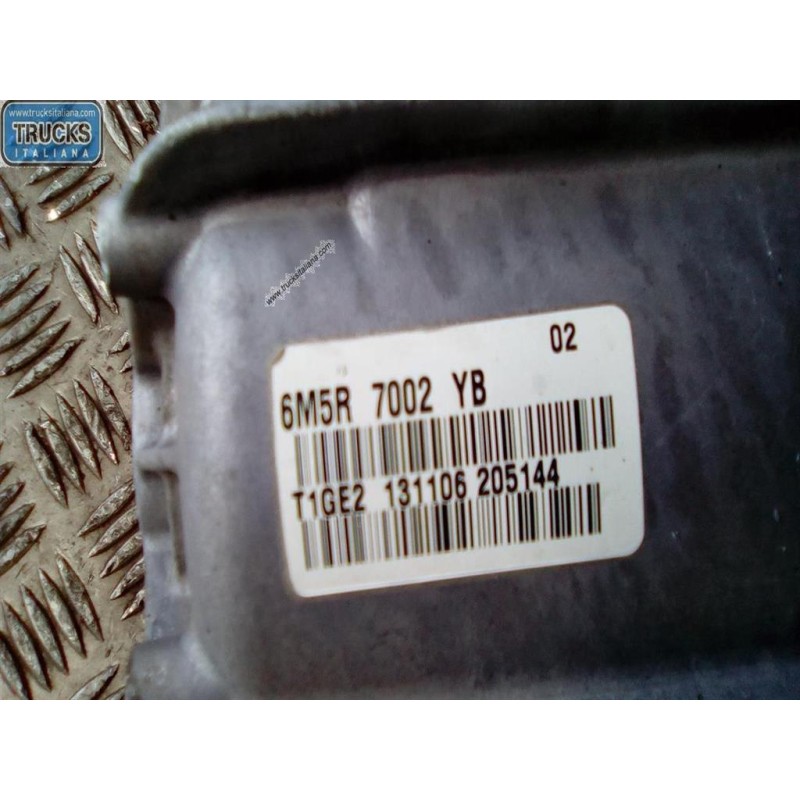 www.trucksitaliana.com
TRUCKS
ITALIANA
www.trucksitaliana.com
02
6M5R 7002 YB
T1GE2 131106 205144